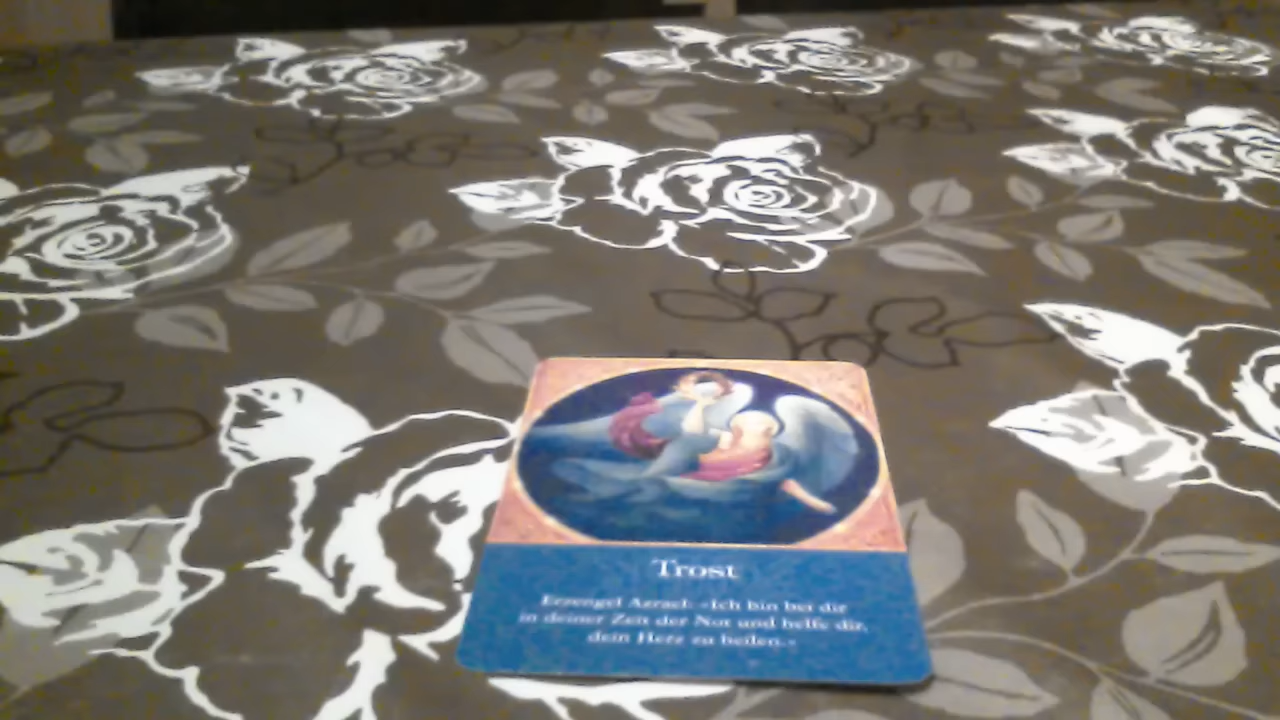 Trost
Erzengel Azrael: «Ich bin bei dir
in deiner Zeit der Not und helfe dir,
dein Herz zu heilen.»